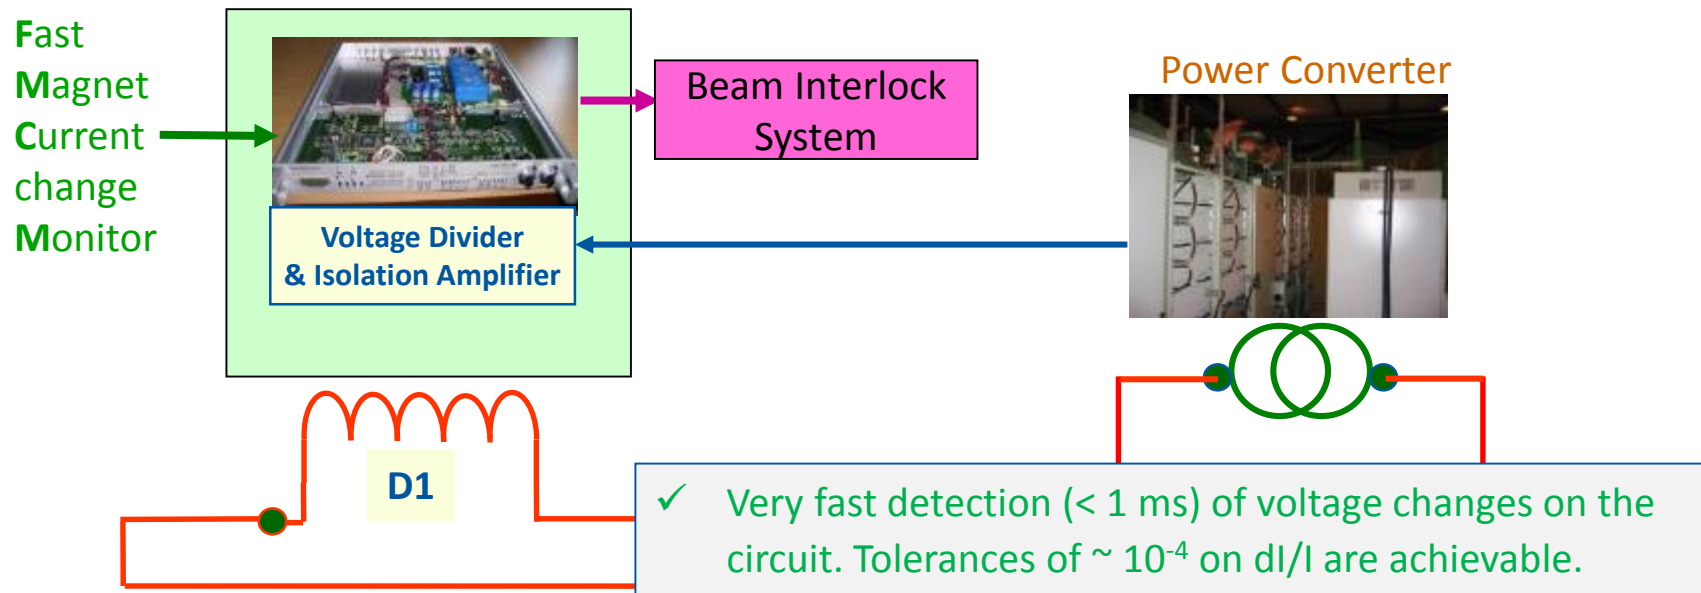 Fast
Magnet
Current
change
Monitor
Voltage Divider
& Isolation Amplifier
Beam Interlock
System
Power Converter
D1
✓ Very fast detection (< 1 ms) of voltage changes on the
circuit. Tolerances of ~ 10⁻⁴ on dI/I are achievable.